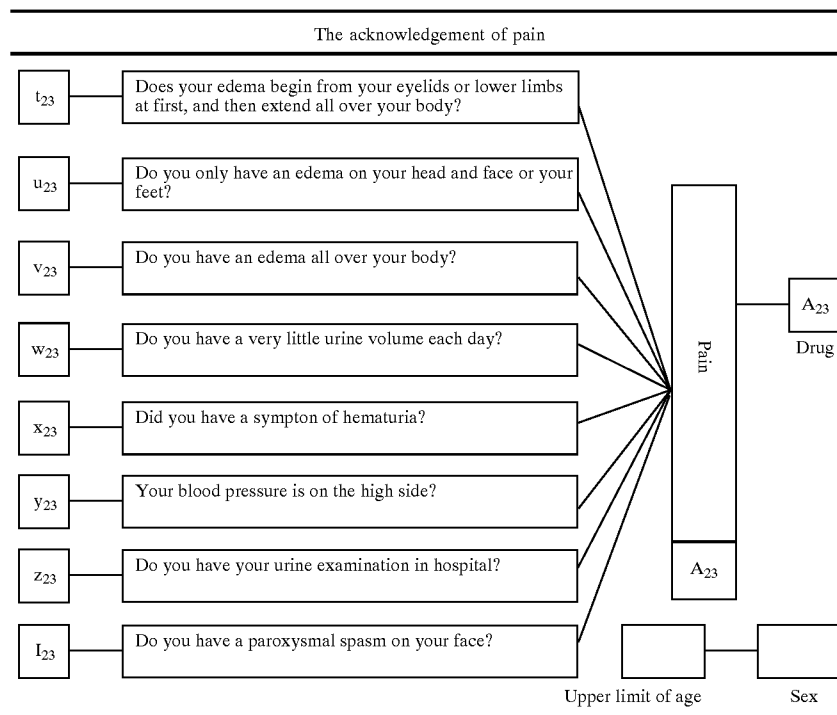 The acknowledgement of pain
t23
Does your edema begin from your eyelids or lower limbs
at first, and then extend all over your body?
u23
Do you only have an edema on your head and face or your
feet?
v23
Do you have an edema all over your body?
w23
Do you have a very little urine volume each day?
x23
Did you have a sympton of hematuria?
y23
Your blood pressure is on the high side?
z23
Do you have your urine examination in hospital?
I23
Do you have a paroxysmal spasm on your face?
Pain
A23
A23
Drug
Upper limit of age
Sex